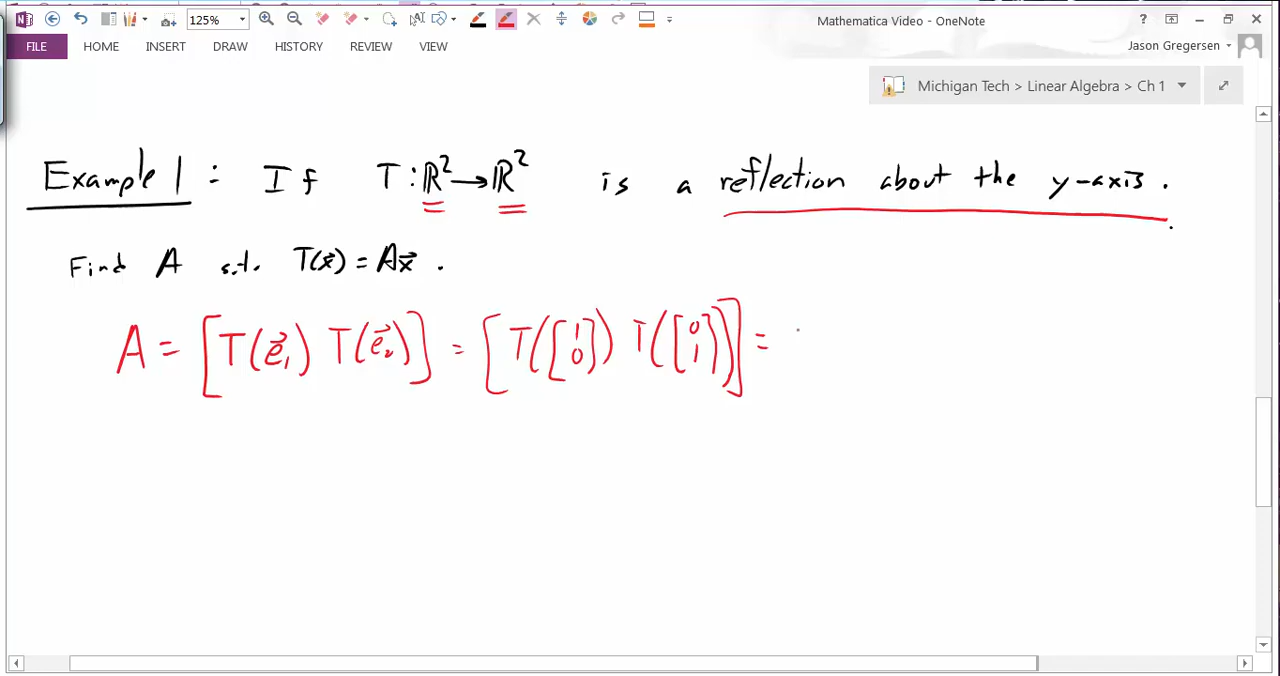 125%
Mathematica Video - OneNote
FILE HOME INSERT DRAW HISTORY REVIEW VIEW
Jason Gregersen
Michigan Tech > Linear Algebra > Ch 1
Example 1 : If T : ℝ² → ℝ² is a reflection about the y-axis .
Find A s.t. T(x⃗) = Ax⃗ .
A = [T(e⃗₁) T(e⃗₂)] = [T([1 0]) T([0 1])] =